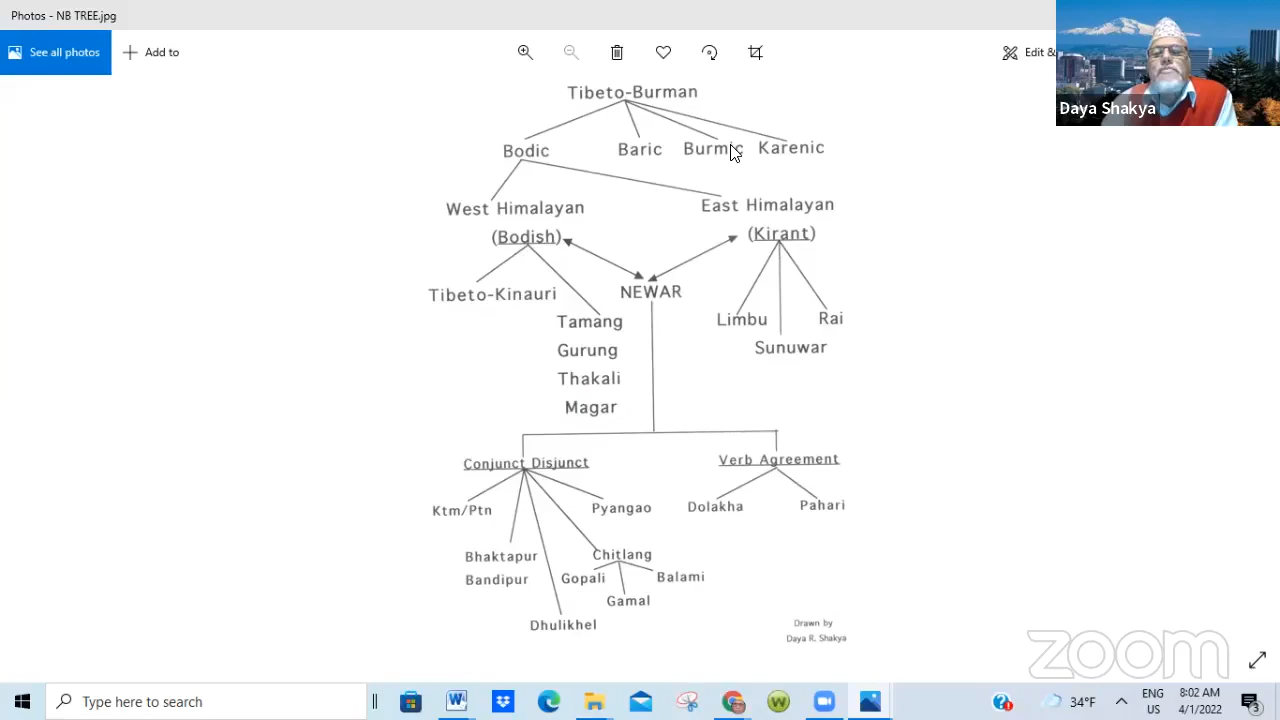 Photos - NB TREE.jpg
See all photos
Add to
Edit &
Daya Shakya
Tibeto-Burman
Bodic Baric Burmic Karenic
West Himalayan East Himalayan
(Bodish) (Kirant)
Tibeto-Kinauri NEWAR
Tamang Limbu Rai
Gurung Sunuwar
Thakali
Magar
Conjunct Disjunct Verb Agreement
Ktm/Ptn Pyangao Dolakha Pahari
Bhaktapur Chitlang
Bandipur Gopali Balami
Gamal
Dhulikhel
Drawn by
Daya R. Shakya
zoom
Type here to search
34°F ENG 8:02 AM
US 4/1/2022
3